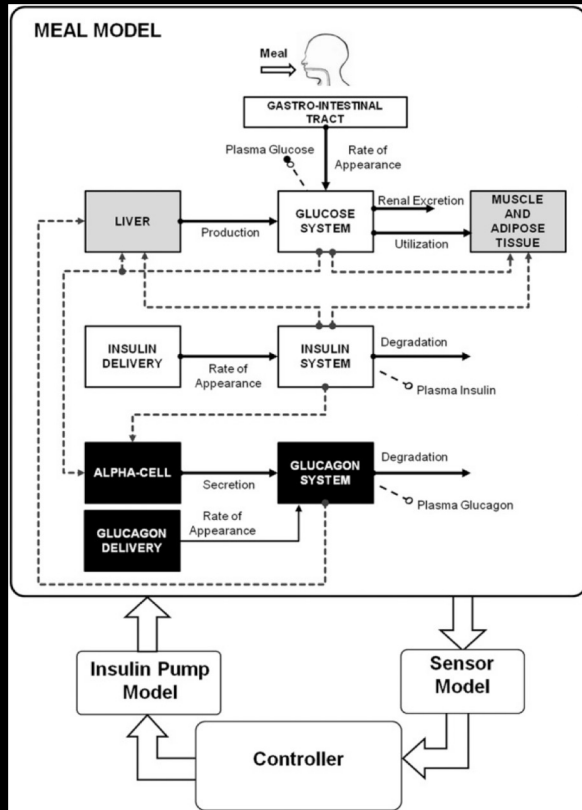 MEAL MODEL
Meal
GASTRO-INTESTINAL
TRACT
Plasma Glucose
Rate of
Appearance
LIVER
Production
GLUCOSE
SYSTEM
Renal Excretion
Utilization
MUSCLE
AND
ADIPOSE
TISSUE
INSULIN
DELIVERY
Rate of
Appearance
INSULIN
SYSTEM
Degradation
Plasma Insulin
ALPHA-CELL
Secretion
GLUCAGON
SYSTEM
Degradation
Plasma Glucagon
GLUCAGON
DELIVERY
Rate of
Appearance
Insulin Pump
Model
Sensor
Model
Controller